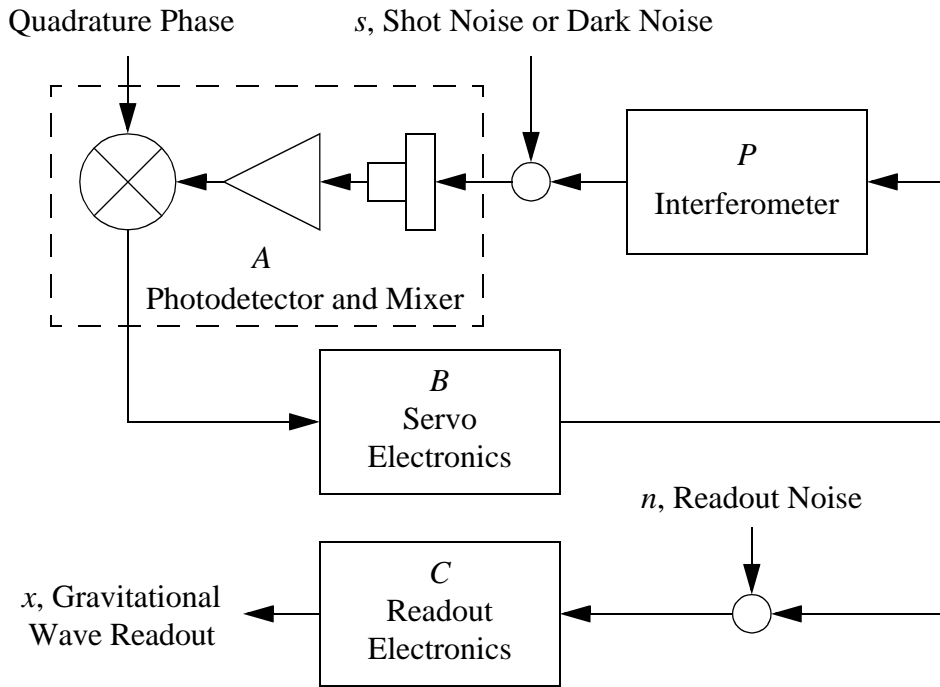 Quadrature Phase
s, Shot Noise or Dark Noise
P
Interferometer
A
Photodetector and Mixer
B
Servo
Electronics
n, Readout Noise
C
Readout
Electronics
x, Gravitational
Wave Readout